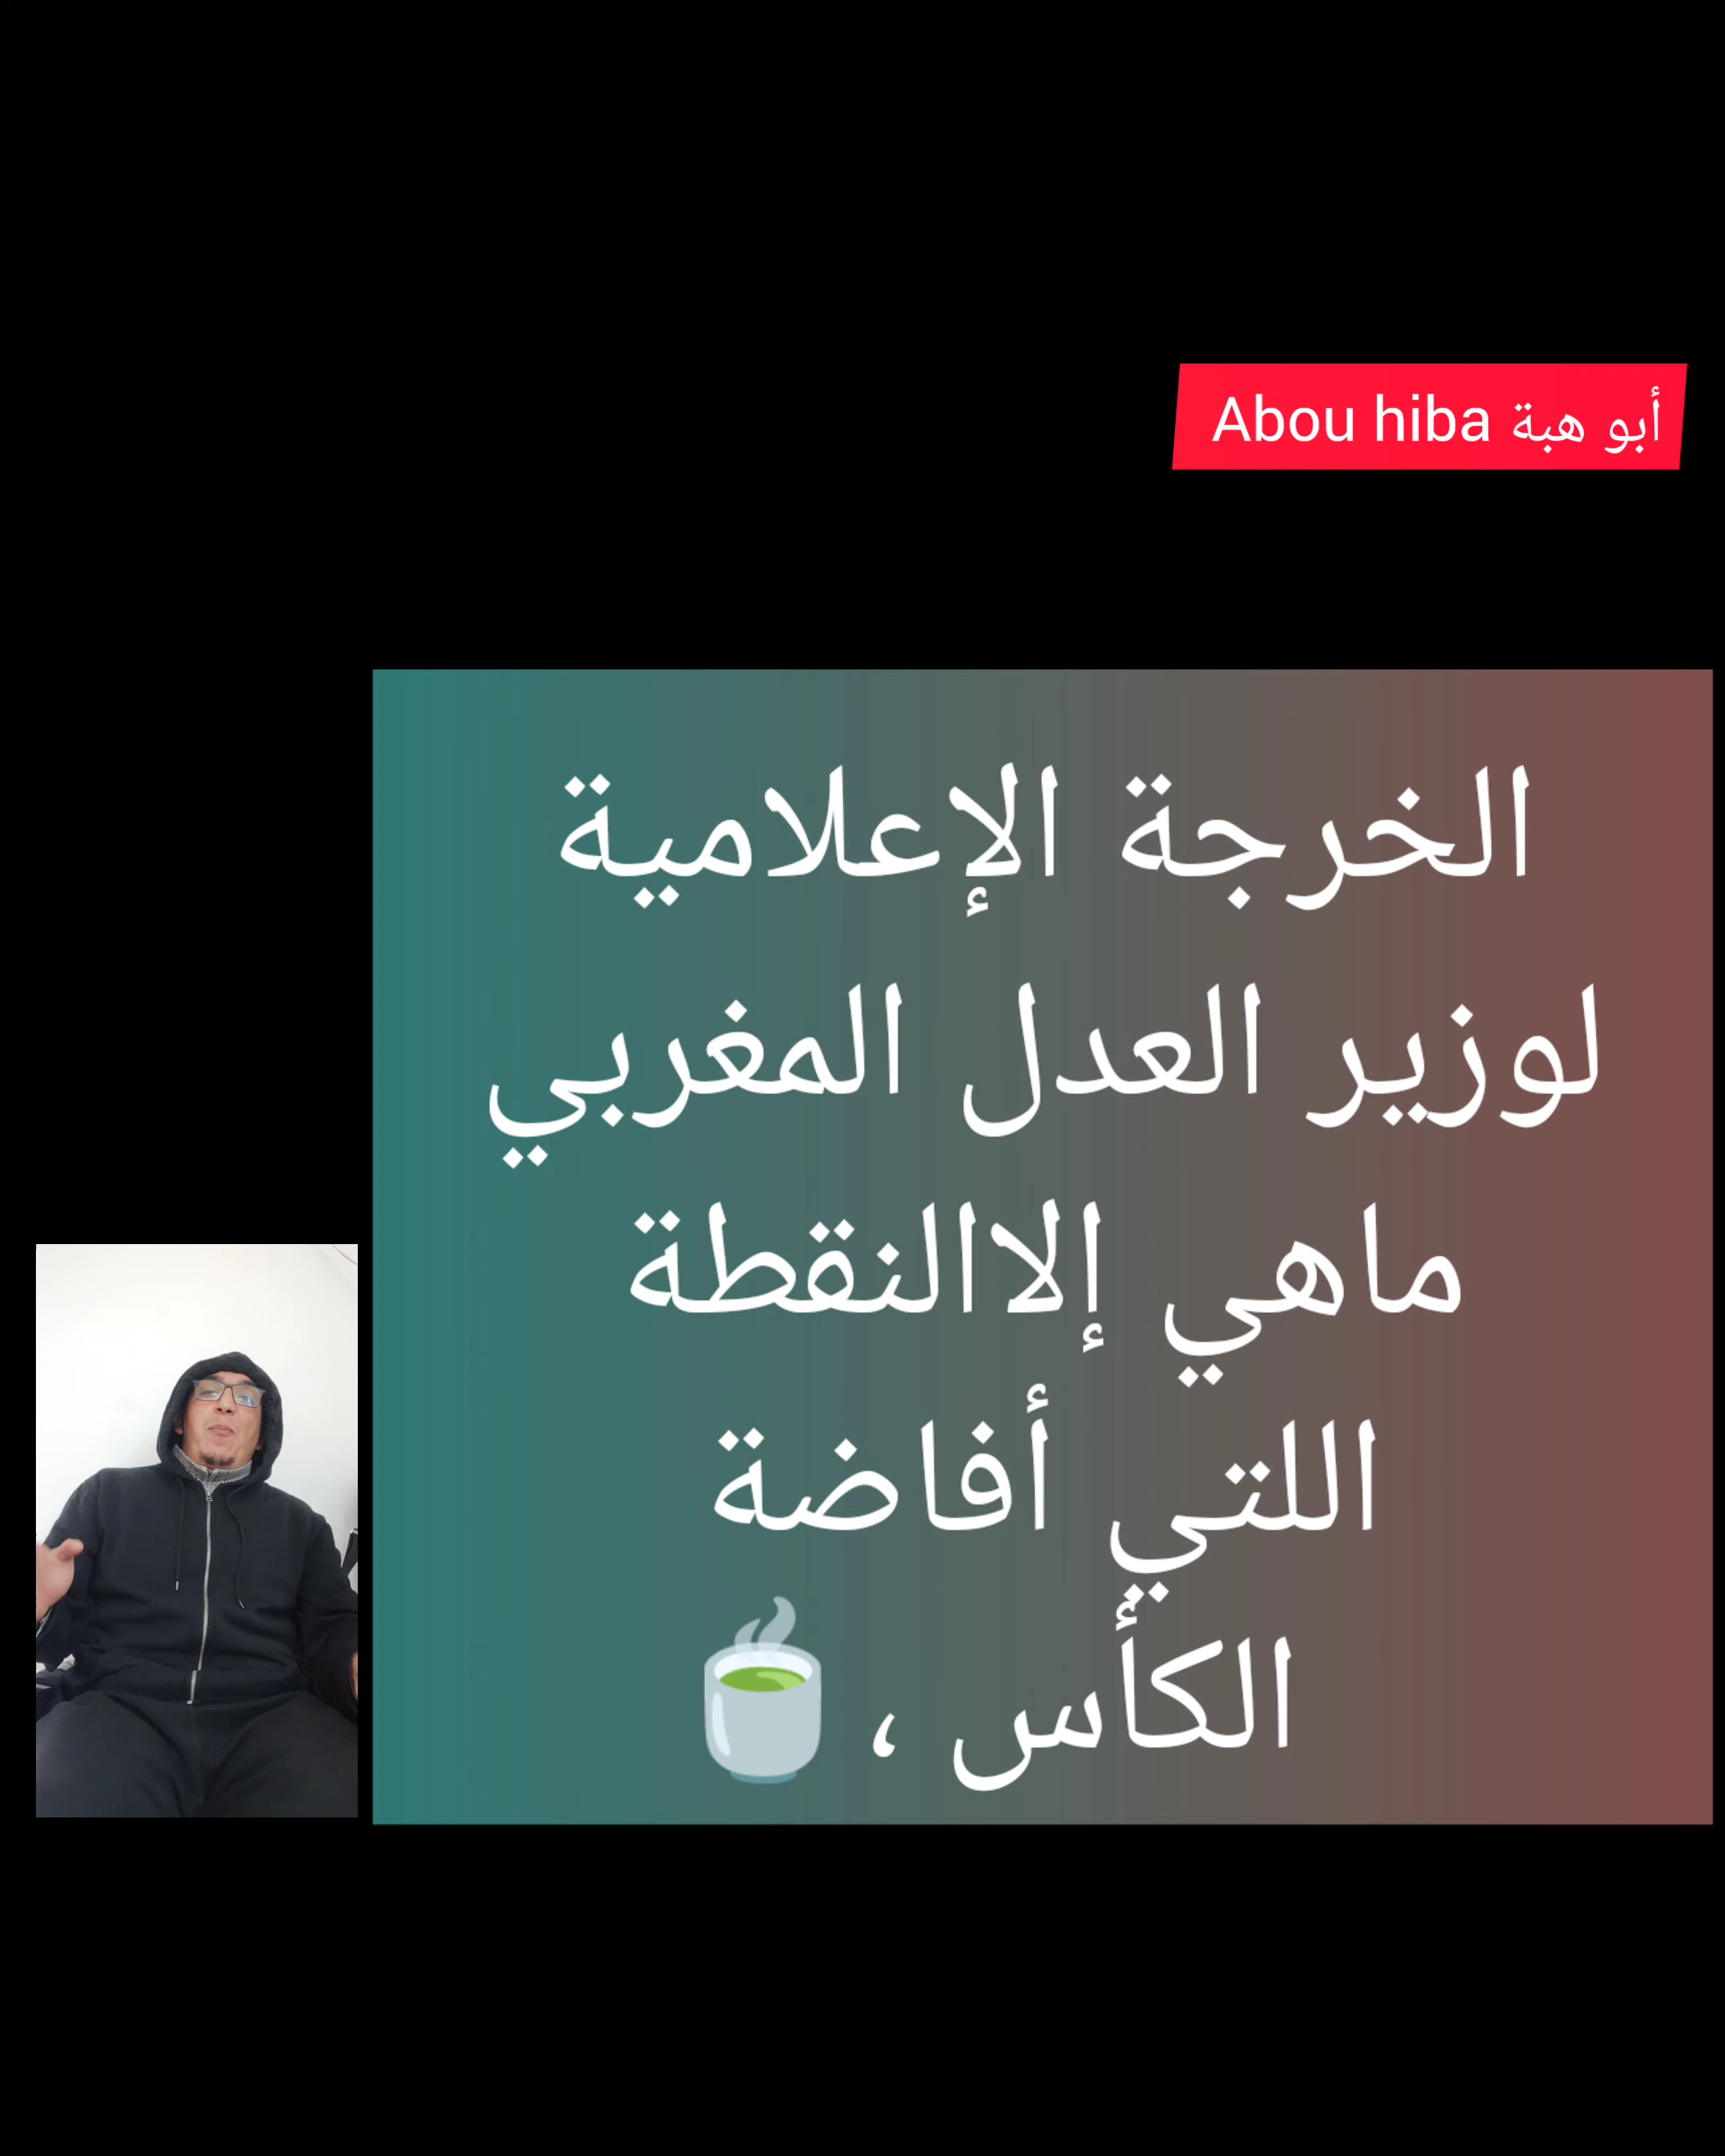 أبو هبة Abou hiba
الخرجة الإعلامية
لوزير العدل المغربي
ماهي إلاالنقطة
اللتي أفاضة
الكأس ، 🍵